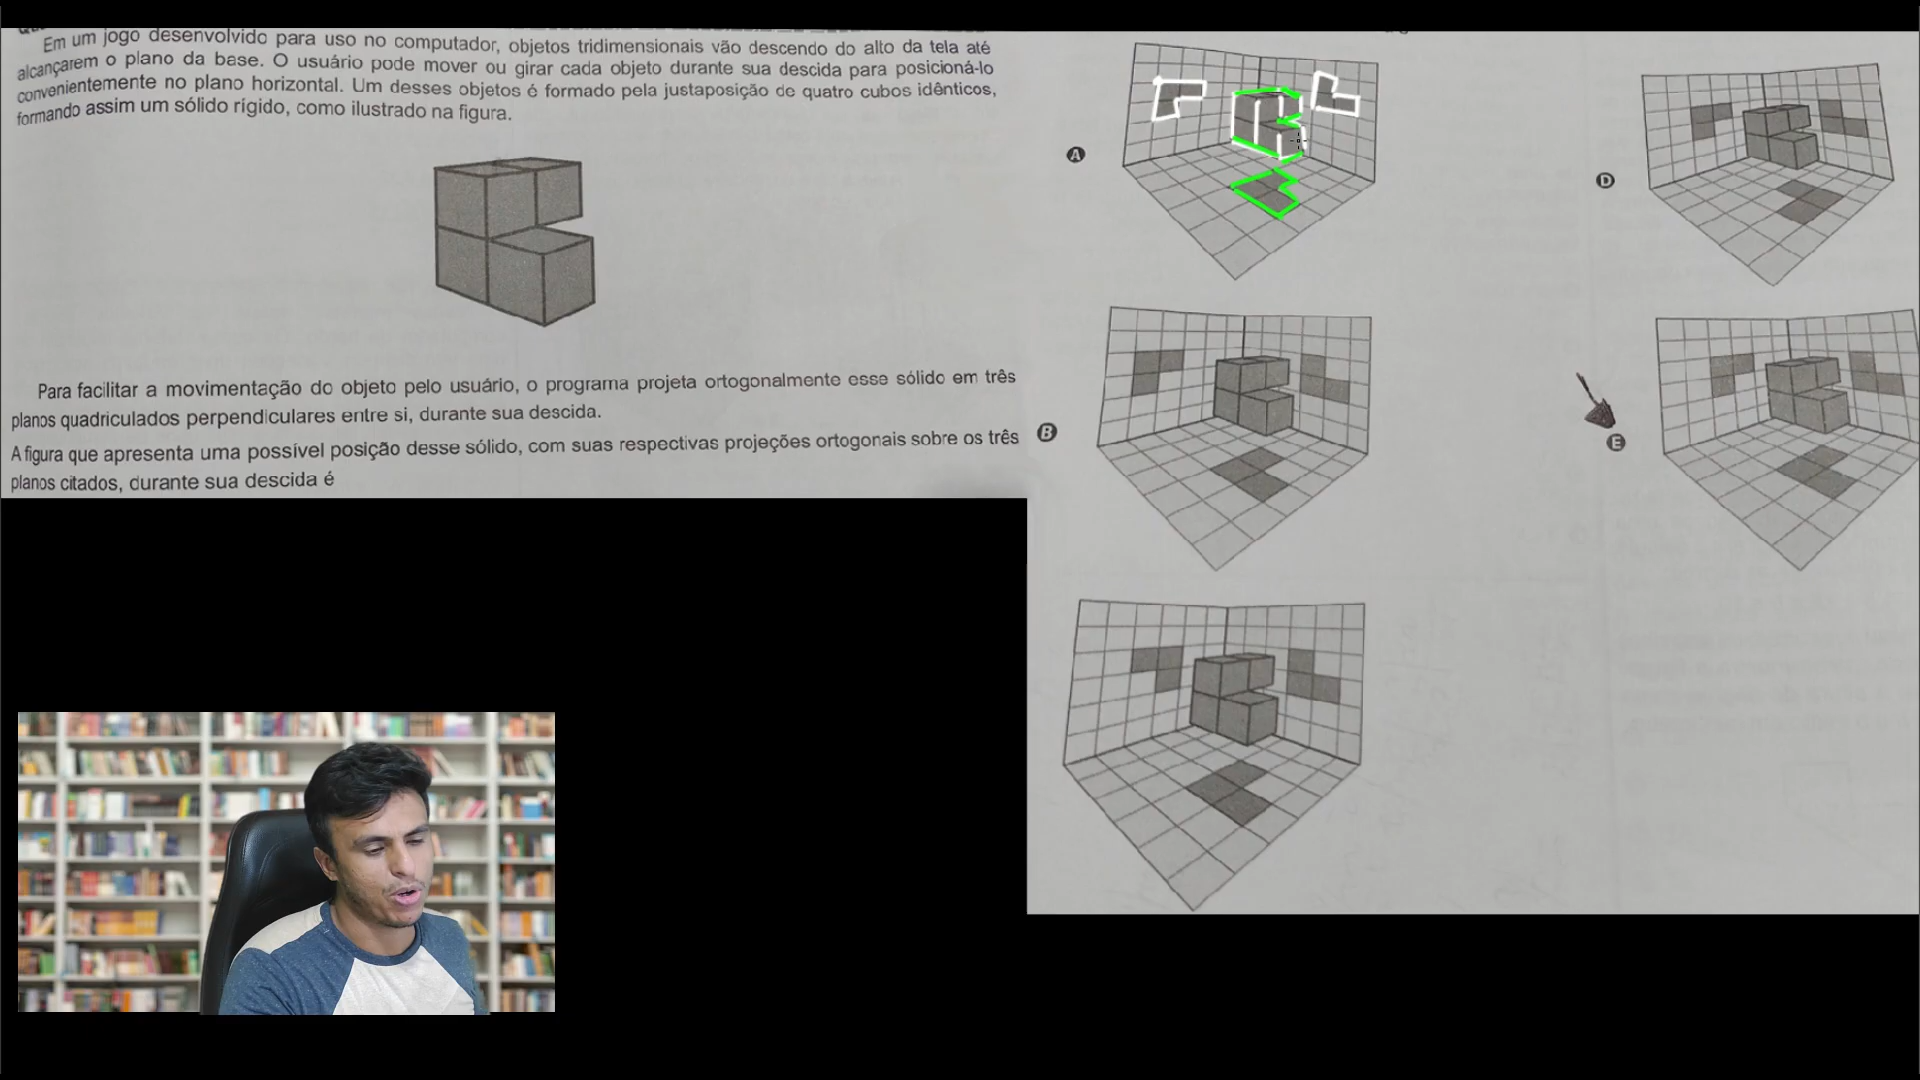 Em um jogo desenvolvido para uso no computador, objetos tridimensionais vão descendo do alto da tela até
alcançarem o plano da base. O usuário pode mover ou girar cada objeto durante sua descida para posicioná-lo
convenientemente no plano horizontal. Um desses objetos é formado pela justaposição de quatro cubos idênticos,
formando assim um sólido rígido, como ilustrado na figura.
Para facilitar a movimentação do objeto pelo usuário, o programa projeta ortogonalmente esse sólido em três
planos quadriculados perpendiculares entre si, durante sua descida.
A figura que apresenta uma possível posição desse sólido, com suas respectivas projeções ortogonais sobre os três
planos citados, durante sua descida é
A
D
B
E